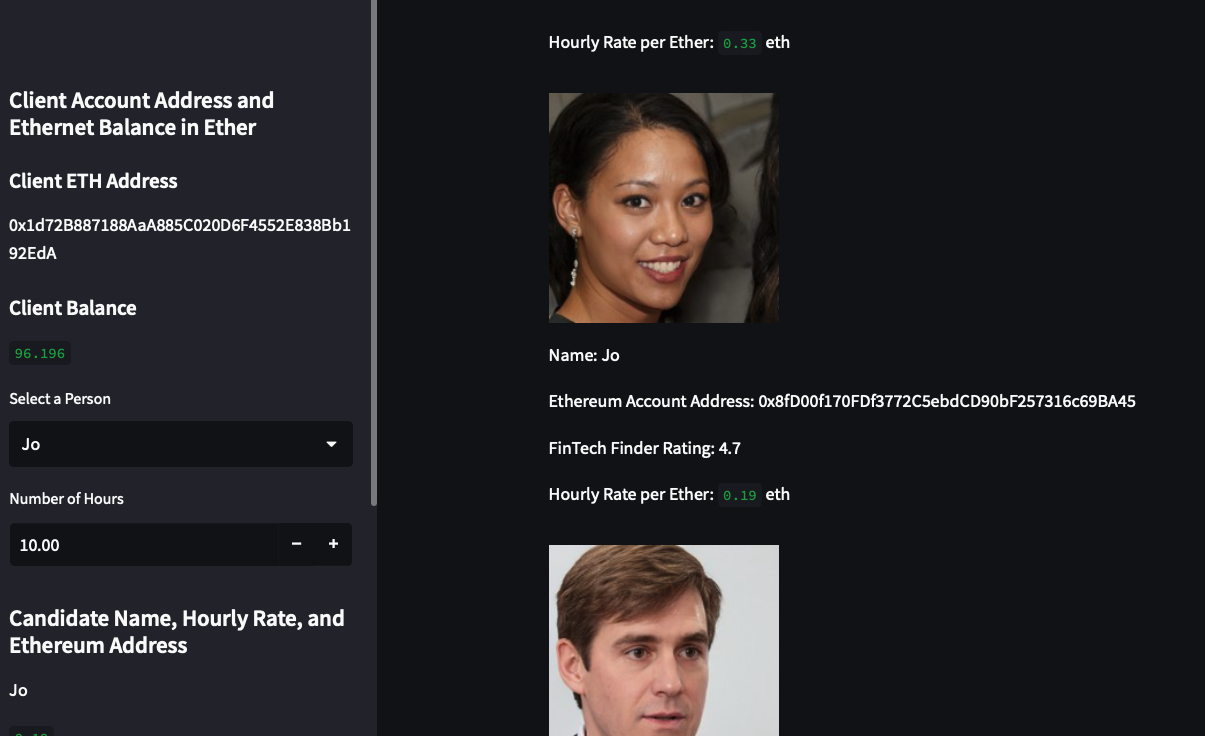 Client Account Address and
Ethernet Balance in Ether
Client ETH Address
0x1d72B887188AaA885C020D6F4552E838Bb1
92EdA
Client Balance
96.196
Select a Person
Jo
Number of Hours
10.00
− +
Candidate Name, Hourly Rate, and
Ethereum Address
Jo
Hourly Rate per Ether: 0.33 eth
Name: Jo
Ethereum Account Address: 0x8fD00f170FDf3772C5ebdCD90bF257316c69BA45
FinTech Finder Rating: 4.7
Hourly Rate per Ether: 0.19 eth